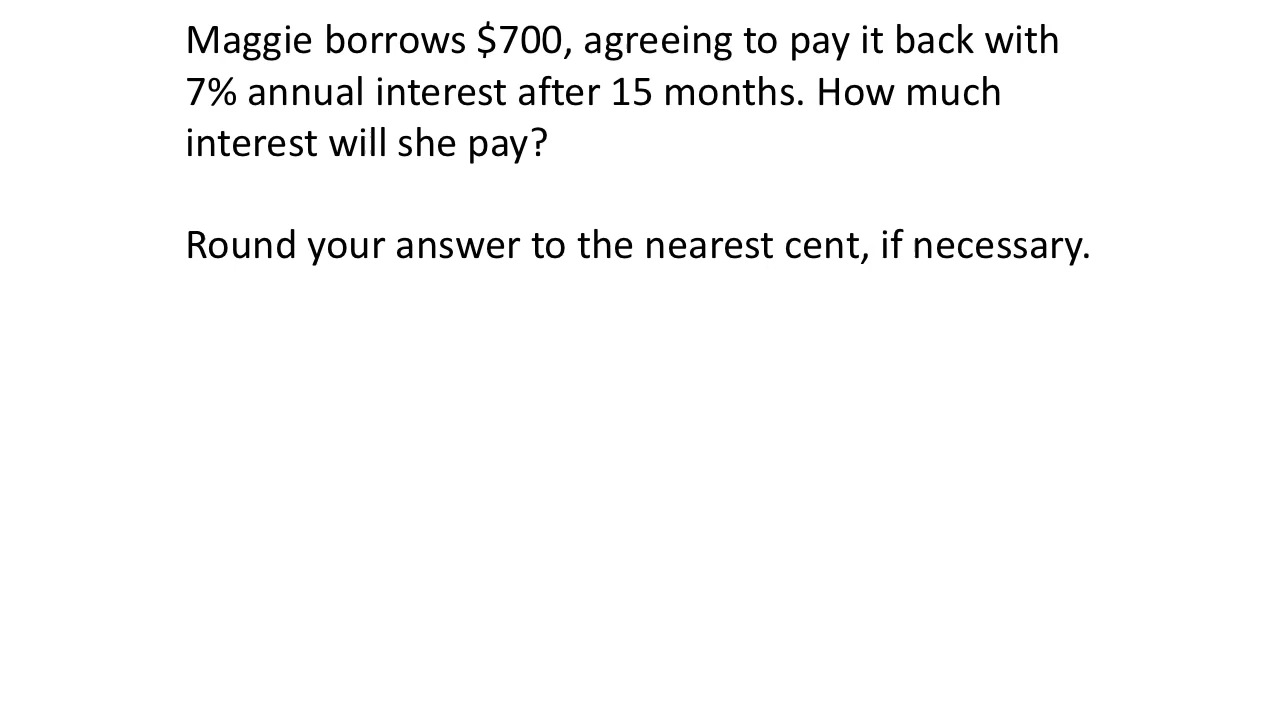 Maggie borrows $700, agreeing to pay it back with
7% annual interest after 15 months. How much
interest will she pay?
Round your answer to the nearest cent, if necessary.